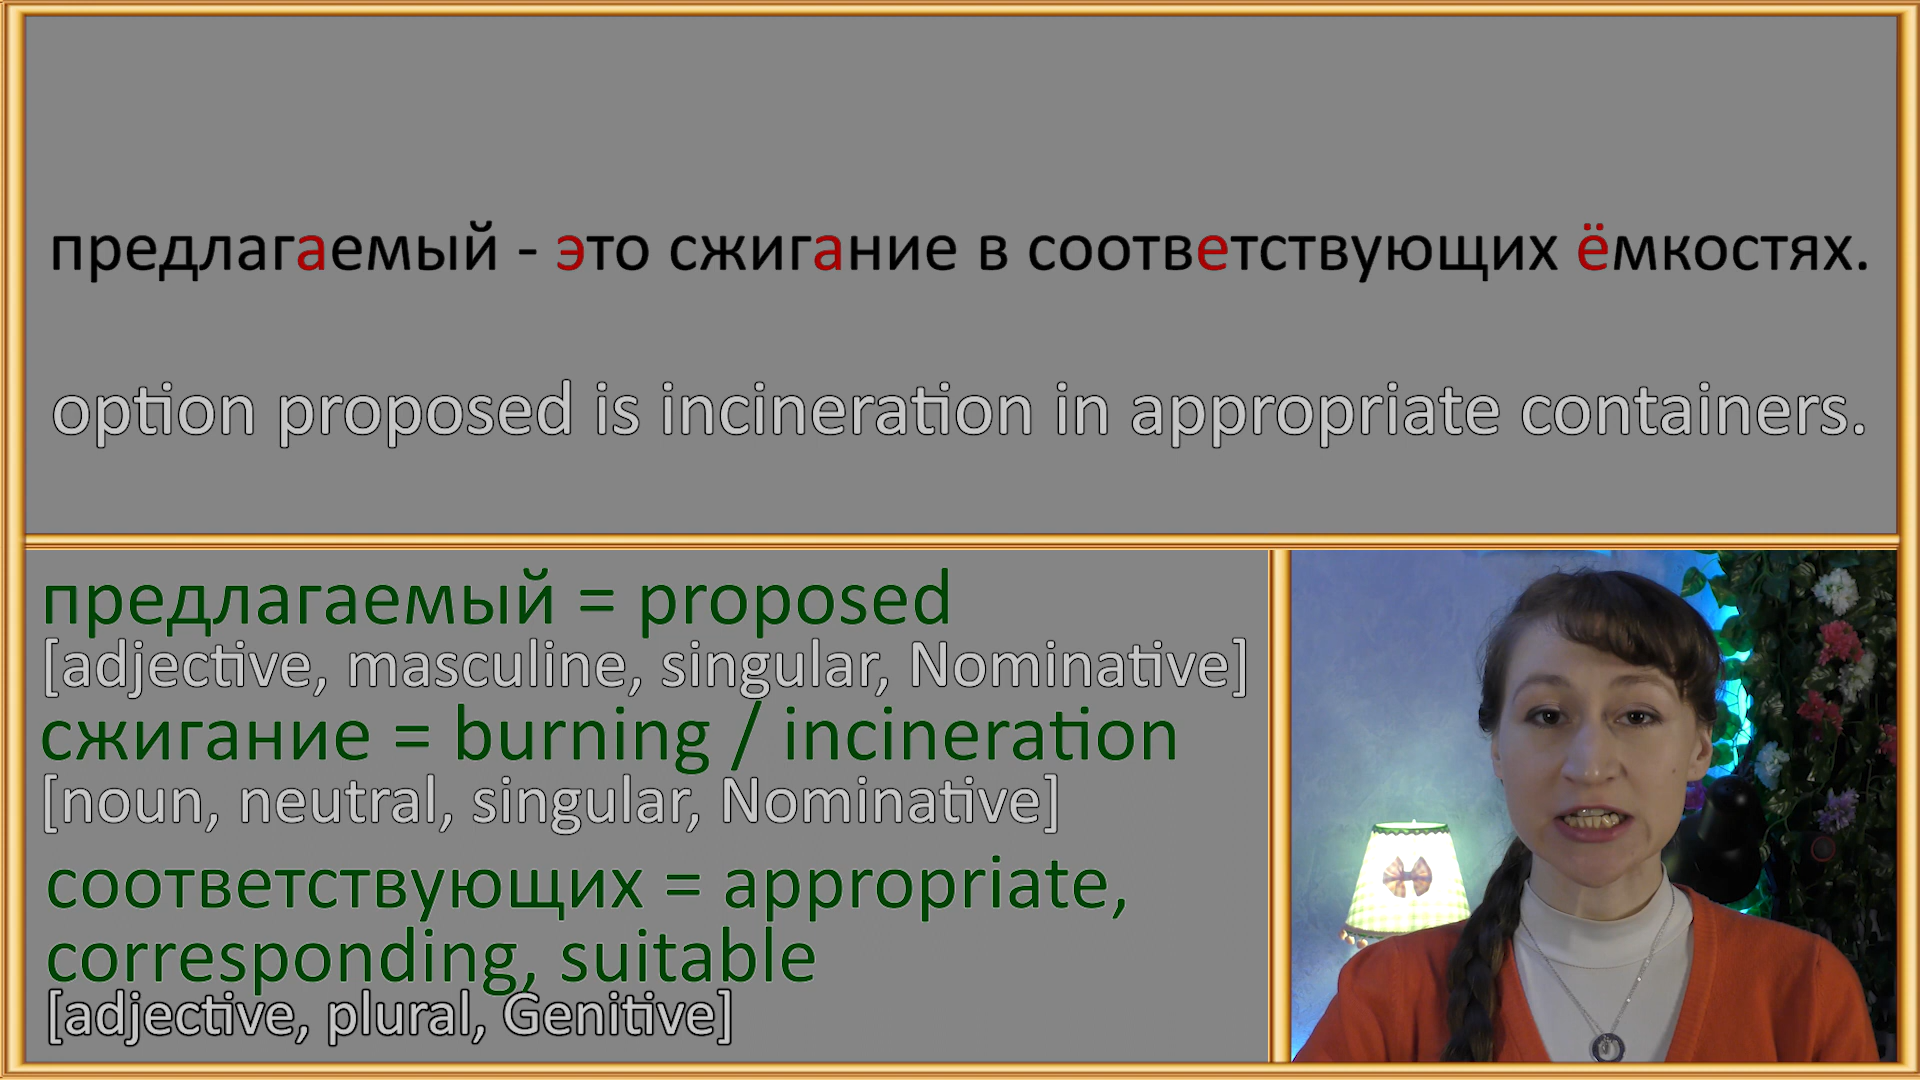 предлагаемый - это сжигание в соответствующих ёмкостях.
option proposed is incineration in appropriate containers.
предлагаемый = proposed
[adjective, masculine, singular, Nominative]
сжигание = burning / incineration
[noun, neutral, singular, Nominative]
соответствующих = appropriate,
corresponding, suitable
[adjective, plural, Genitive]